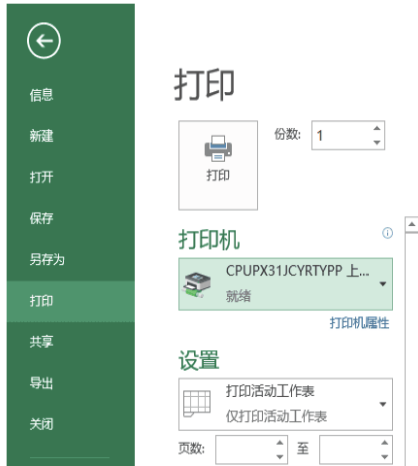 信息
新建
打开
保存
另存为
打印
共享
导出
关闭
打印
打印
份数: 1
打印机
CPUPX31JCYRTYPP 上...
就绪
打印机属性
设置
打印活动工作表
仅打印活动工作表
页数: 至